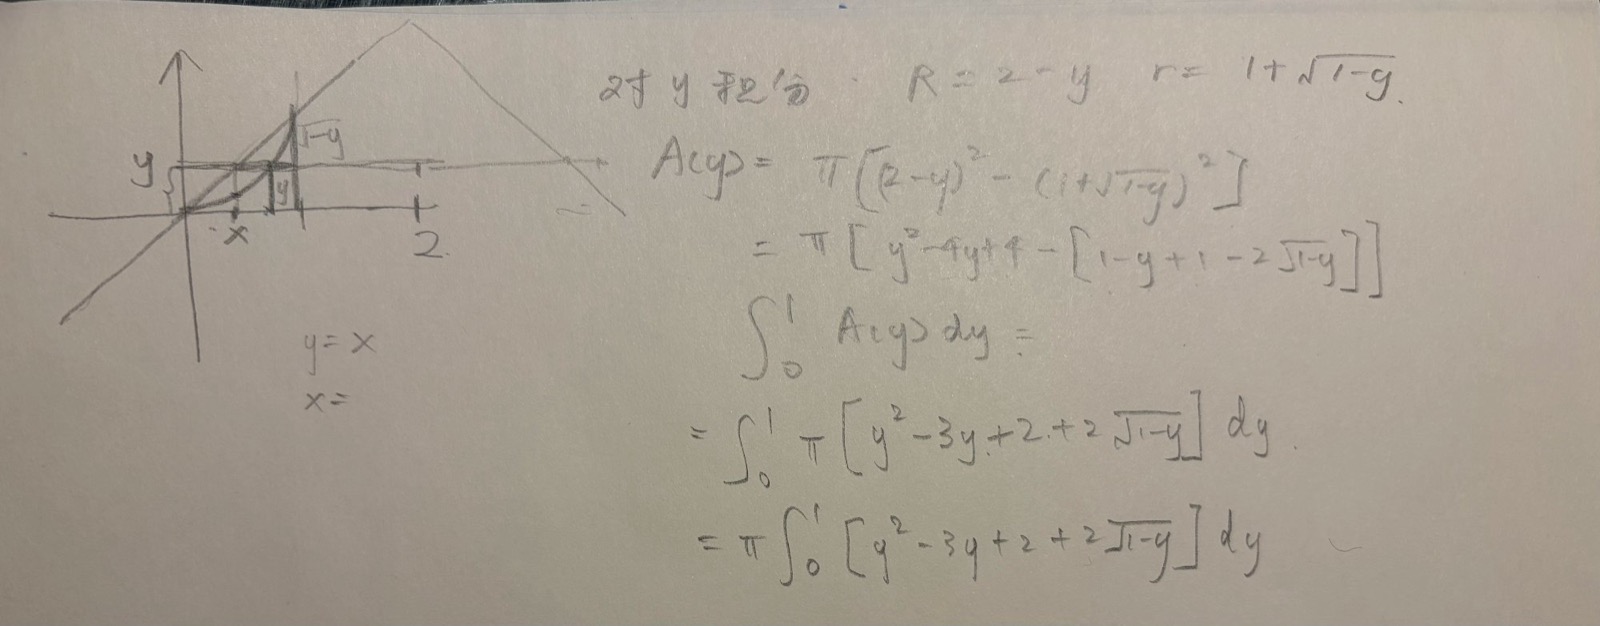 对 y 积分. R = 2 - y r = 1+√(1-y).
A(y) = π[(2-y)² - (1+√(1-y))²]
= π[y²-4y+4-[1-y+1-2√(1-y)]]
∫₀¹ A(y) dy =
= ∫₀¹ π[y²-3y+2+2√(1-y)] dy.
= π∫₀¹ [y²-3y+2+2√(1-y)] dy
√(1-y)
y
y
x
2
y = x
x =